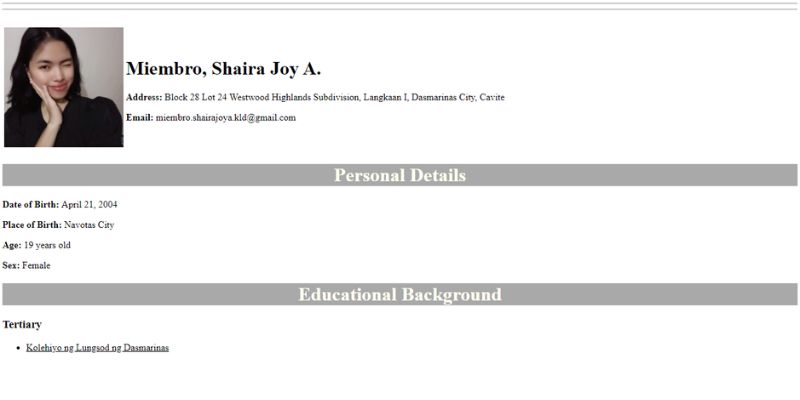 Miembro, Shaira Joy A.
Address: Block 28 Lot 24 Westwood Highlands Subdivision, Langkaan I, Dasmarinas City, Cavite
Email: miembro.shairajoya.kld@gmail.com
Personal Details
Date of Birth: April 21, 2004
Place of Birth: Navotas City
Age: 19 years old
Sex: Female
Educational Background
Tertiary
• Kolehiyo ng Lungsod ng Dasmarinas